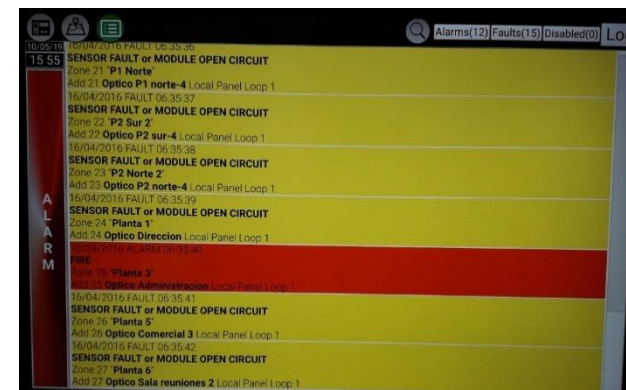 Alarms(12) Faults(15) Disabled(0) Lo
10/05/19
15 55
ALARM
16/04/2016 FAULT 06:35:36
SENSOR FAULT or MODULE OPEN CIRCUIT
Zone 21 'P1 Norte'
Add 21 Optico P1 norte-4 Local Panel Loop 1
16/04/2016 FAULT 06:35:37
SENSOR FAULT or MODULE OPEN CIRCUIT
Zone 22 'P2 Sur 2'
Add 22 Optico P2 sur-4 Local Panel Loop 1
16/04/2016 FAULT 06:35:38
SENSOR FAULT or MODULE OPEN CIRCUIT
Zone 23 'P2 Norte 2'
Add 23 Optico P2 norte-4 Local Panel Loop 1
16/04/2016 FAULT 06:35:39
SENSOR FAULT or MODULE OPEN CIRCUIT
Zone 24 'Planta 1'
Add 24 Optico Direccion Local Panel Loop 1
16/04/2016 ALARM 06:35:40
FIRE
Zone 25 'Planta 3'
Add 25 Optico Administracion Local Panel Loop 1
16/04/2016 FAULT 06:35:41
SENSOR FAULT or MODULE OPEN CIRCUIT
Zone 26 'Planta 5'
Add 26 Optico Comercial 3 Local Panel Loop 1
16/04/2016 FAULT 06:35:42
SENSOR FAULT or MODULE OPEN CIRCUIT
Zone 27 'Planta 6'
Add 27 Optico Sala reuniones 2 Local Panel Loop 1